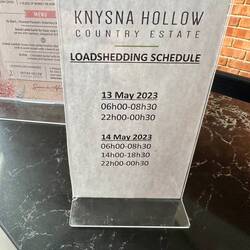 MENU
KNYSNA HOLLOW
COUNTRY ESTATE
LOADSHEDDING SCHEDULE
13 May 2023
06h00-08h30
22h00-00h30
14 May 2023
06h00-08h30
14h00-18h30
22h00-00h30